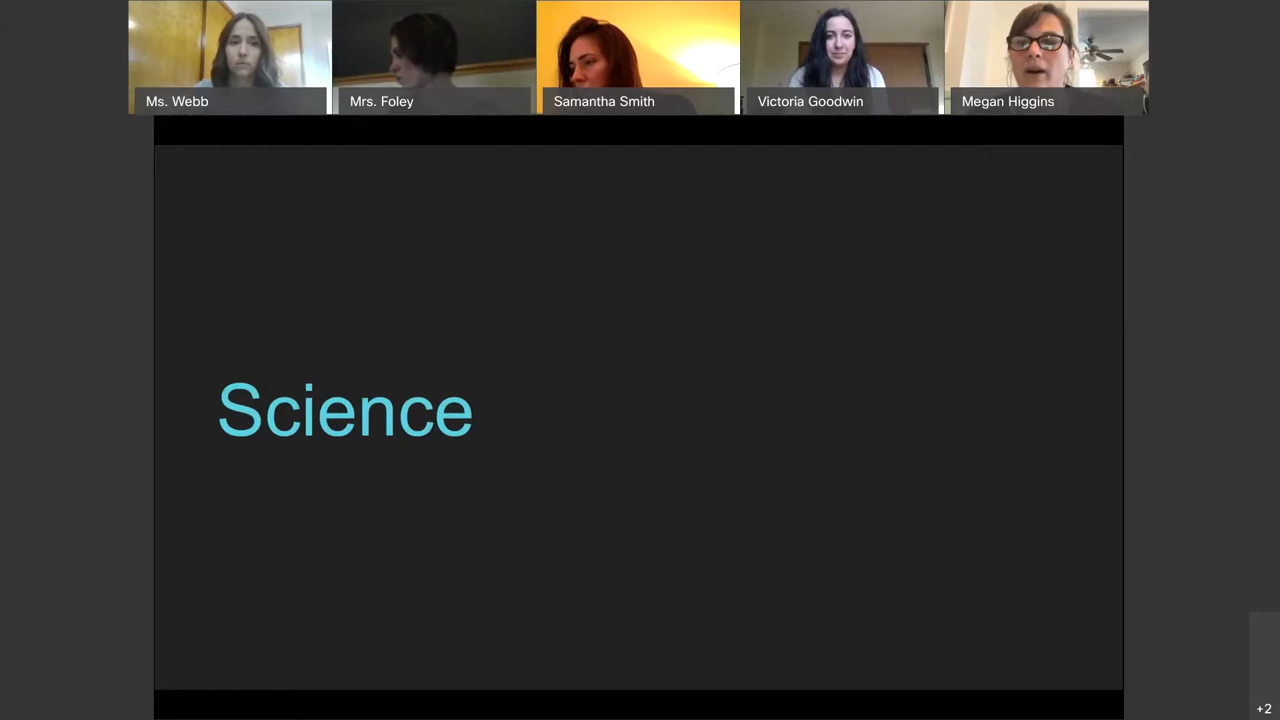 Ms. Webb
Mrs. Foley
Samantha Smith
Victoria Goodwin
Megan Higgins
Science
+2